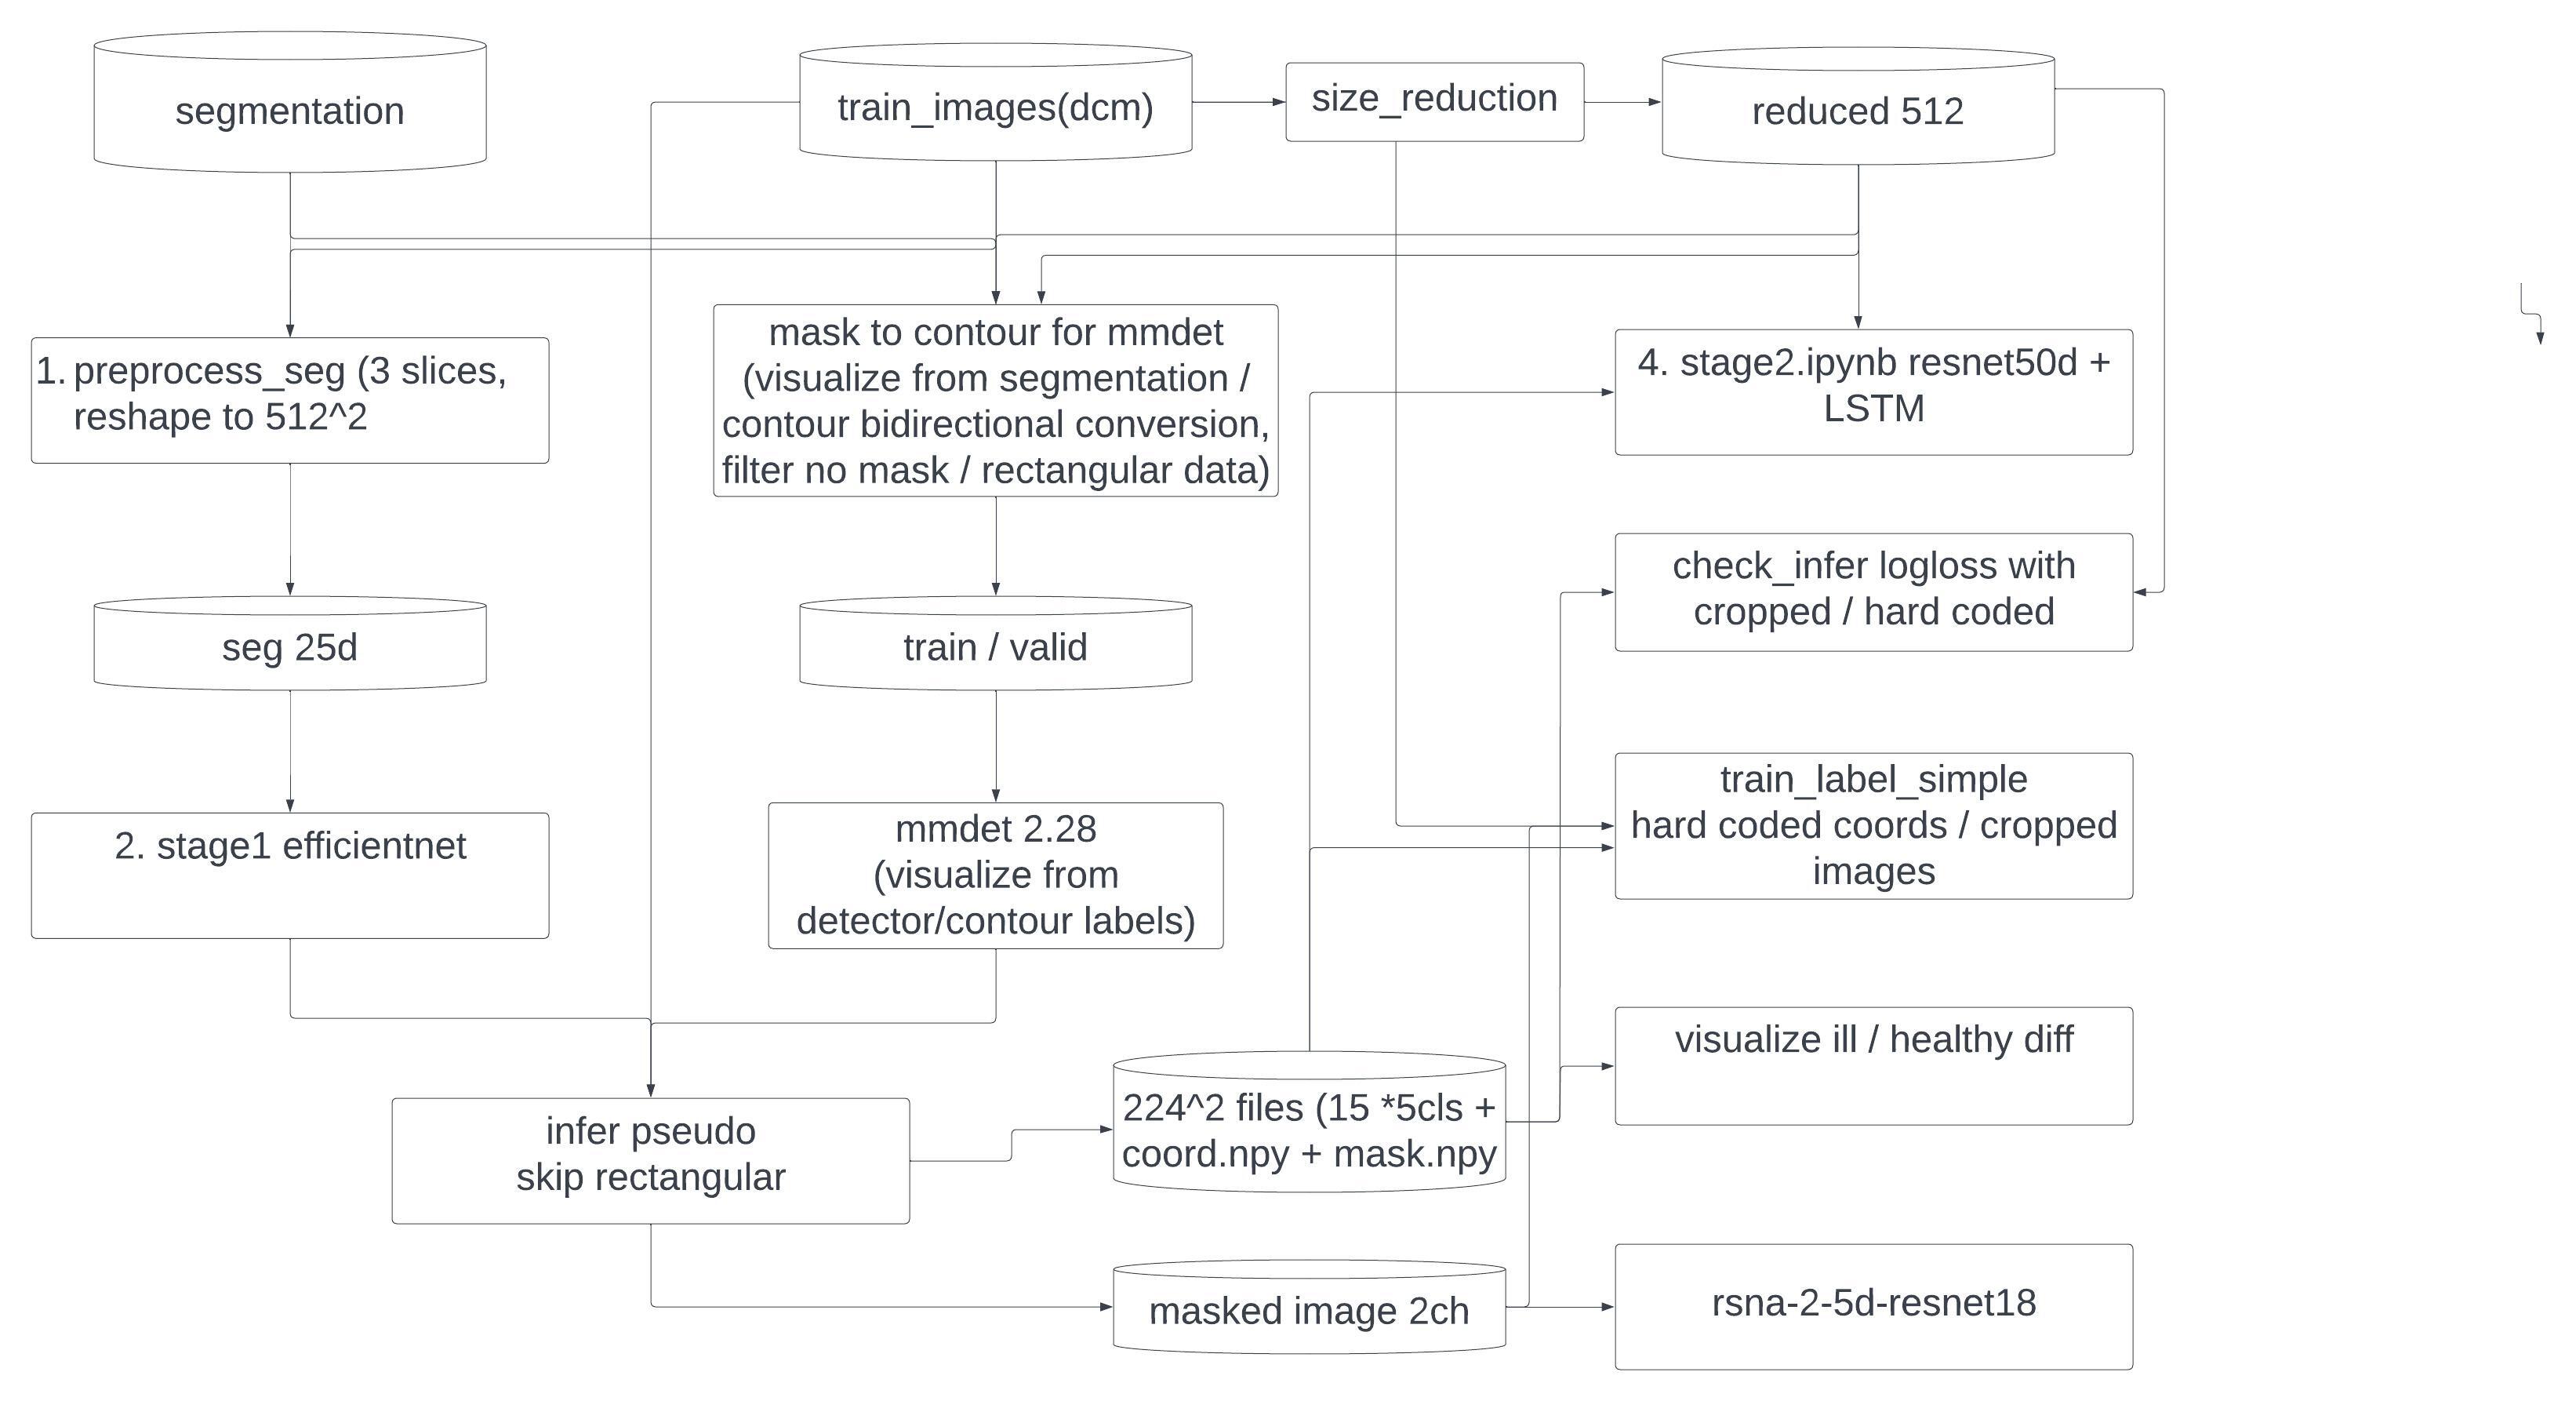 segmentation
train_images(dcm)
size_reduction
reduced 512
1. preprocess_seg (3 slices,
reshape to 512^2
mask to contour for mmdet
(visualize from segmentation /
contour bidirectional conversion,
filter no mask / rectangular data)
4. stage2.ipynb resnet50d +
LSTM
seg 25d
train / valid
check_infer logloss with
cropped / hard coded
2. stage1 efficientnet
mmdet 2.28
(visualize from
detector/contour labels)
train_label_simple
hard coded coords / cropped
images
visualize ill / healthy diff
infer pseudo
skip rectangular
224^2 files (15 *5cls +
coord.npy + mask.npy
masked image 2ch
rsna-2-5d-resnet18